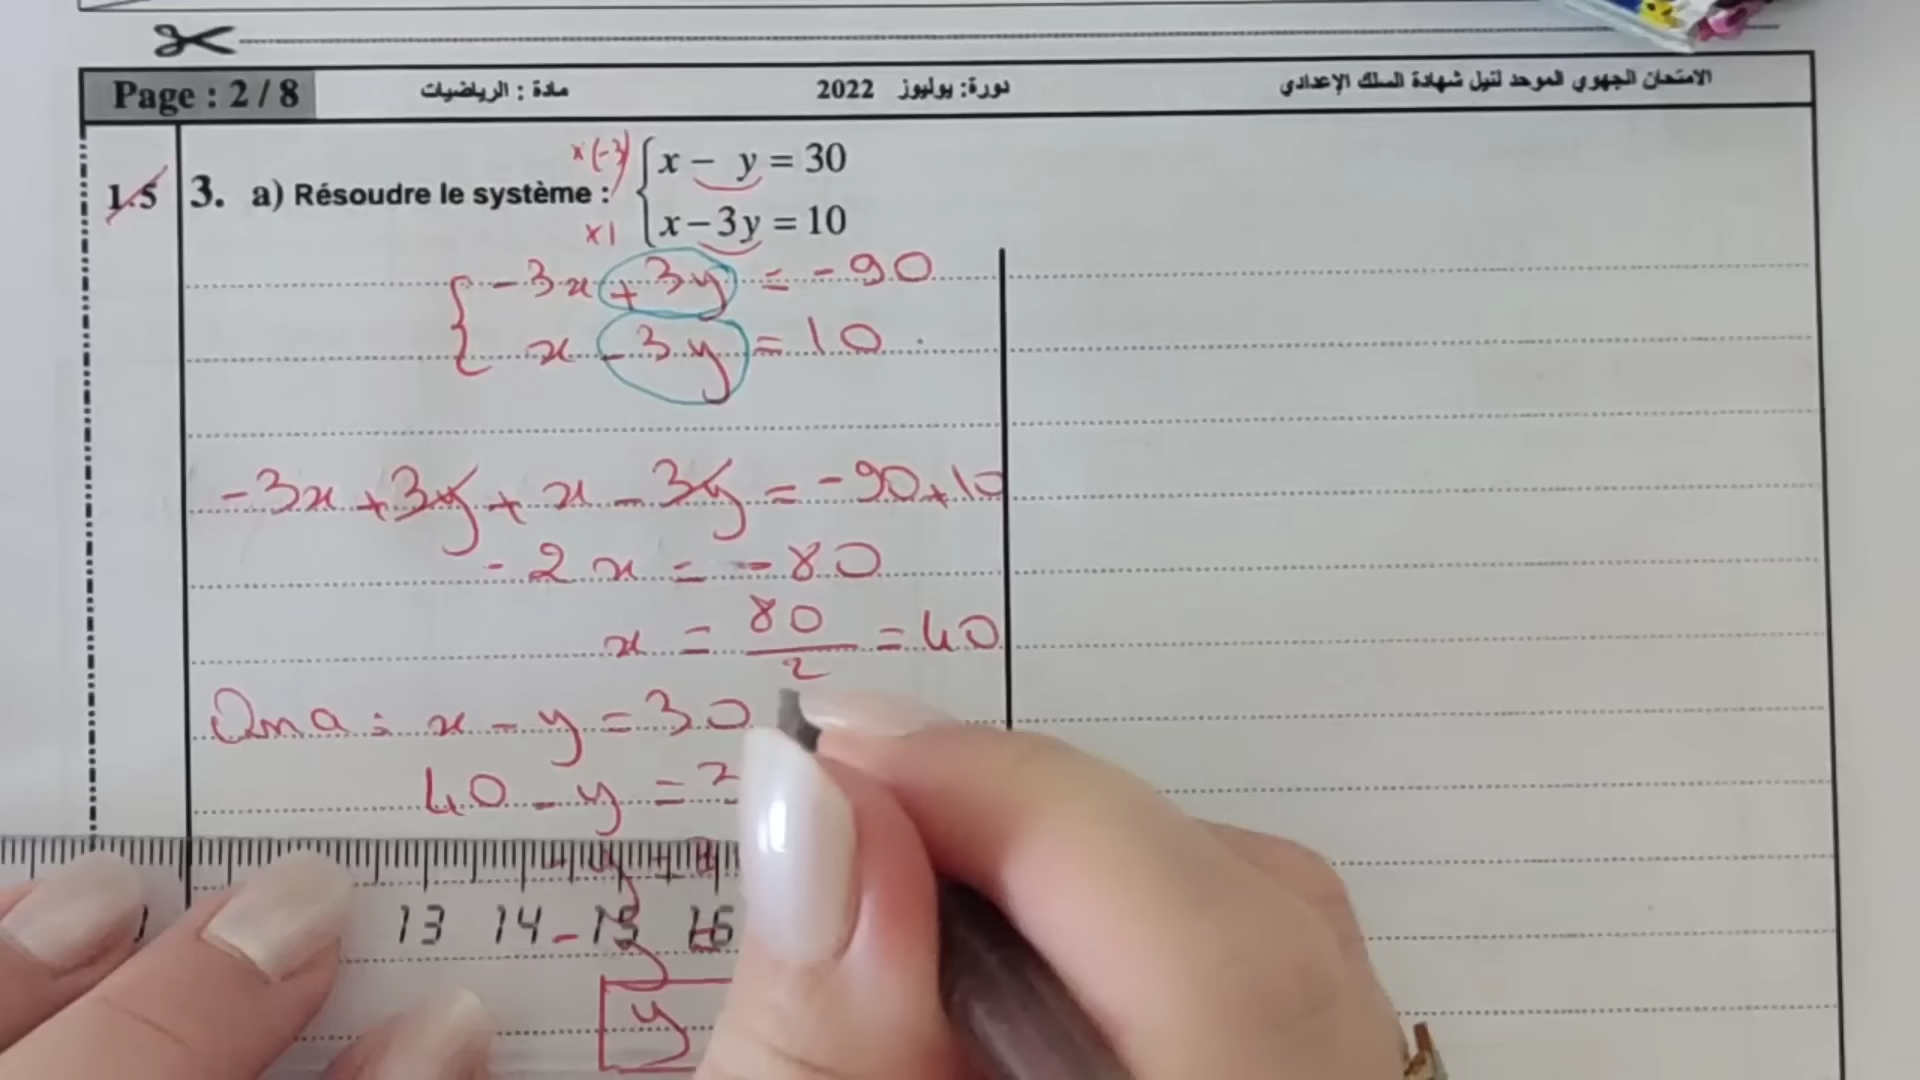 Page : 2 / 8
مادة : الرياضيات
دورة: يوليوز 2022
الامتحان الجهوي الموحد لنيل شهادة السلك الإعدادي
×(-3) x − y = 30
1.5 3. a) Résoudre le système :
×1 x − 3y = 10
-3x + 3y = -90
x - 3y = 10
-3x + 3y + x - 3y = -90 + 10
-2x = -80
x = 80/2 = 40
On a : x - y = 30
40 - y =
13 14 15 16
y